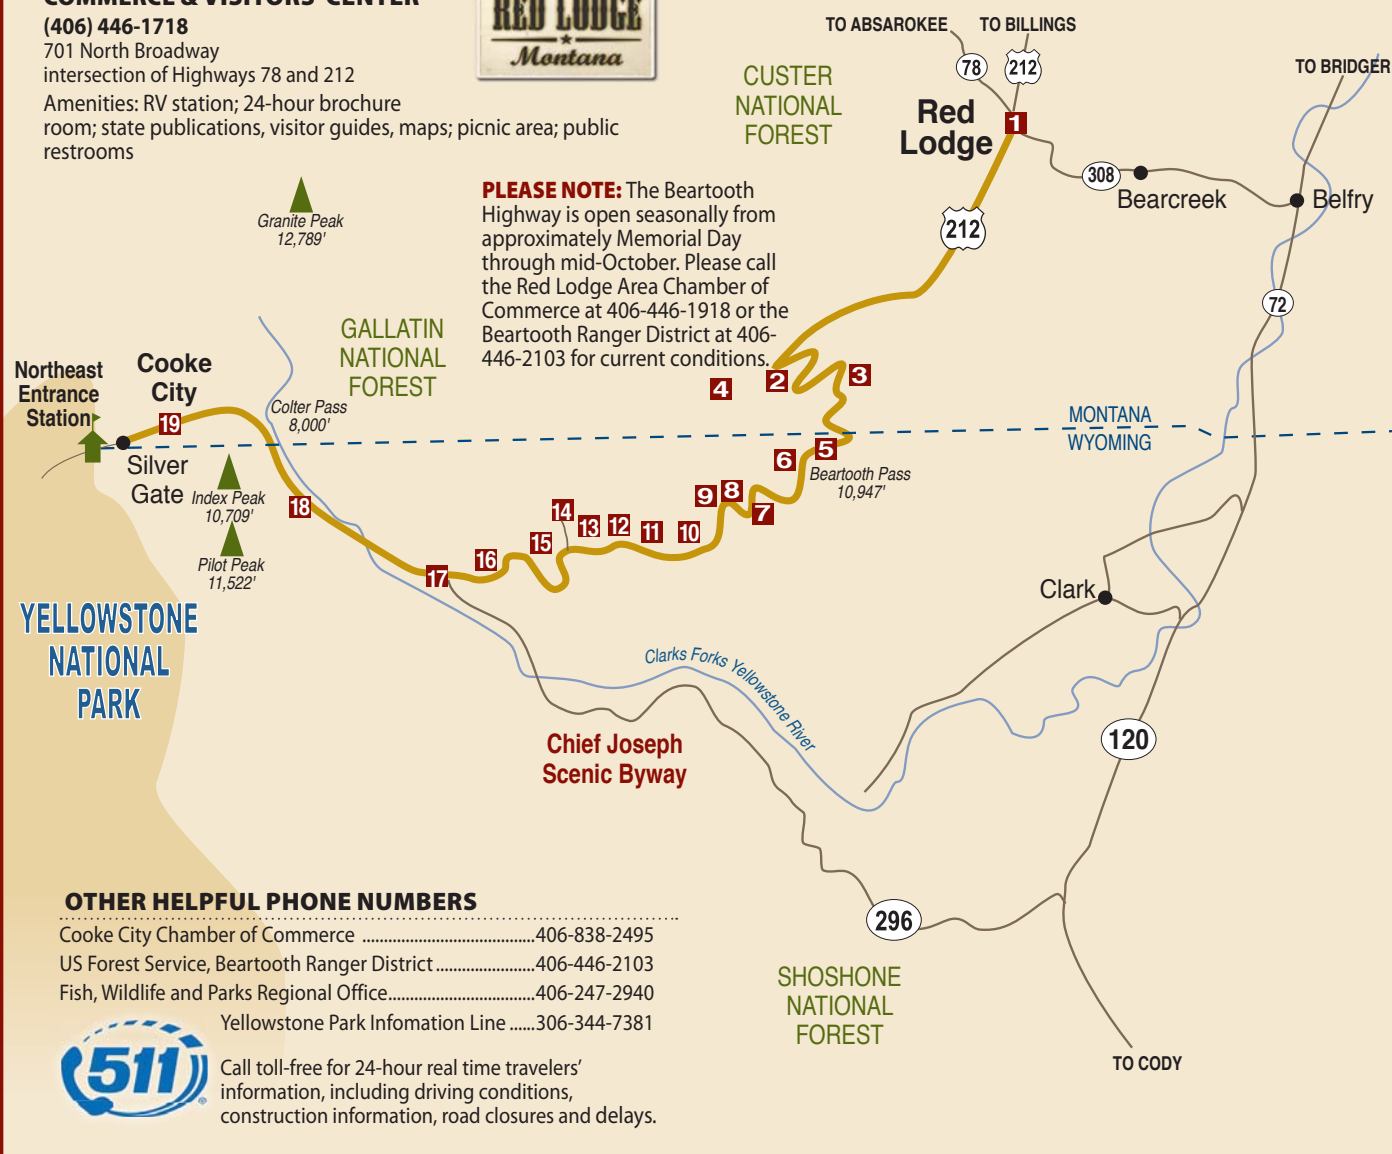 COMMERCE & VISITORS' CENTER
(406) 446-1718
701 North Broadway
intersection of Highways 78 and 212
Amenities: RV station; 24-hour brochure
room; state publications, visitor guides, maps; picnic area; public
restrooms
RED LODGE
Montana
TO ABSAROKEE
TO BILLINGS
78
212
TO BRIDGER
CUSTER
NATIONAL
FOREST
Red
Lodge
1
308
Bearcreek
Belfry
212
72
PLEASE NOTE: The Beartooth
Highway is open seasonally from
approximately Memorial Day
through mid-October. Please call
the Red Lodge Area Chamber of
Commerce at 406-446-1918 or the
Beartooth Ranger District at 406-
446-2103 for current conditions.
Granite Peak
12,789'
GALLATIN
NATIONAL
FOREST
Northeast
Entrance
Station
Cooke
City
19
Silver
Gate
Colter Pass
8,000'
Index Peak
10,709'
Pilot Peak
11,522'
4
2
3
MONTANA
WYOMING
5
6
Beartooth Pass
10,947'
9
8
7
18
14
13
12
11
10
15
16
17
Clark
YELLOWSTONE
NATIONAL
PARK
Clarks Forks Yellowstone River
Chief Joseph
Scenic Byway
120
296
SHOSHONE
NATIONAL
FOREST
TO CODY
OTHER HELPFUL PHONE NUMBERS
Cooke City Chamber of Commerce ........................................406-838-2495
US Forest Service, Beartooth Ranger District.......................406-446-2103
Fish, Wildlife and Parks Regional Office..................................406-247-2940
Yellowstone Park Infomation Line ......306-344-7381
511
®
Call toll-free for 24-hour real time travelers'
information, including driving conditions,
construction information, road closures and delays.